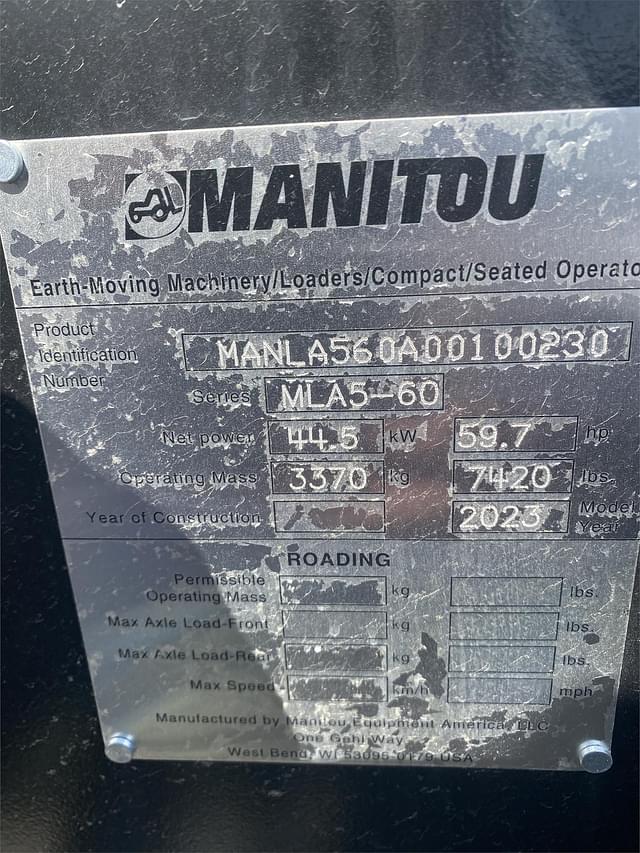 MANITOU
Earth-Moving Machinery/Loaders/Compact/Seated Operato
Product
Identification
Number
MANLA560A00100230
Series MLA5-60
Net power 44.5 kW 59.7 hp
Operating Mass 3370 kg 7420 lbs.
Year of Construction 2023 Model
Year
ROADING
Permissible
Operating Mass kg lbs.
Max Axle Load-Front kg lbs.
Max Axle Load-Rear kg lbs.
Max Speed km/h mph
Manufactured by Manitou Equipment America, LLC
One Gehl Way
West Bend, WI 53095-0179 USA